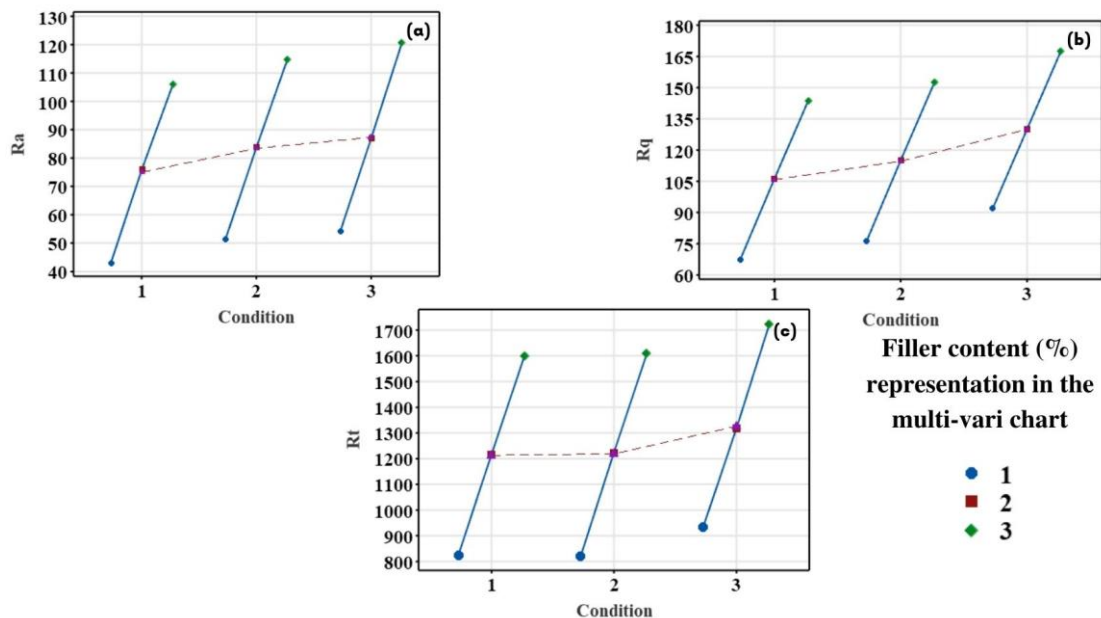 (a)
130
120
110
100
90
80
70
60
50
40
Ra
1 2 3
Condition
(b)
180
165
150
135
120
105
90
75
60
Rq
1 2 3
Condition
(c)
1700
1600
1500
1400
1300
1200
1100
1000
900
800
Rt
1 2 3
Condition
Filler content (%)
representation in the
multi-vari chart
1
2
3